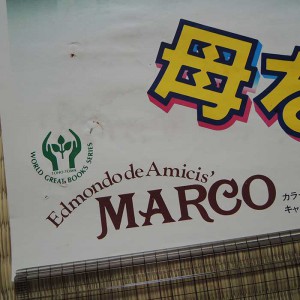 母を
WORLD GREAT BOOKS SERIES
Edmondo de Amicis'
MARCO
カラ
キャ